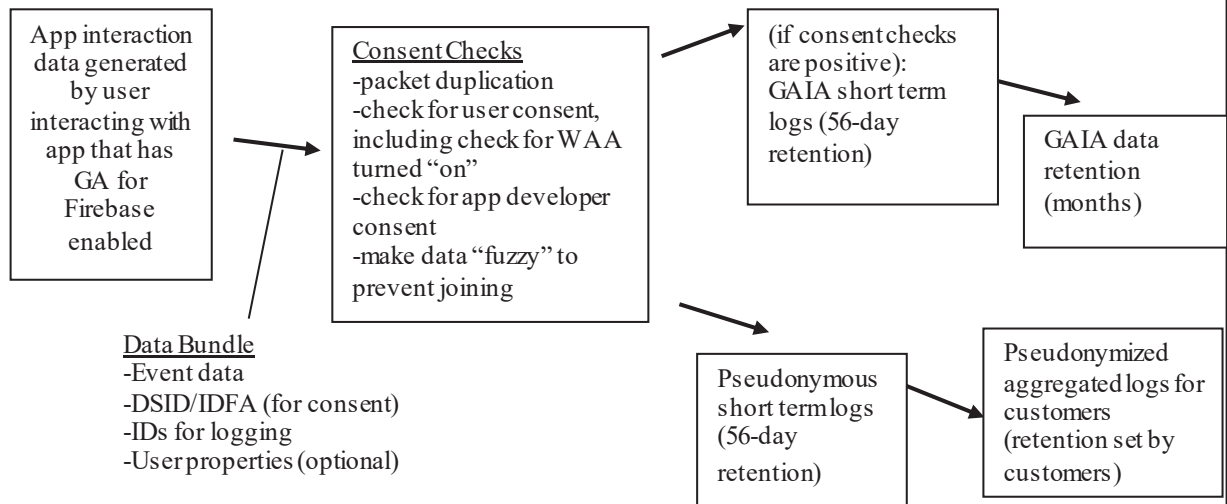 App interaction
data generated
by user
interacting with
app that has
GA for
Firebase
enabled
Consent Checks
-packet duplication
-check for user consent,
including check for WAA
turned “on”
-check for app developer
consent
-make data “fuzzy” to
prevent joining
(if consent checks
are positive):
GAIA short term
logs (56-day
retention)
GAIA data
retention
(months)
Data Bundle
-Event data
-DSID/IDFA (for consent)
-IDs for logging
-User properties (optional)
Pseudonymous
short term logs
(56-day
retention)
Pseudonymized
aggregated logs for
customers
(retention set by
customers)